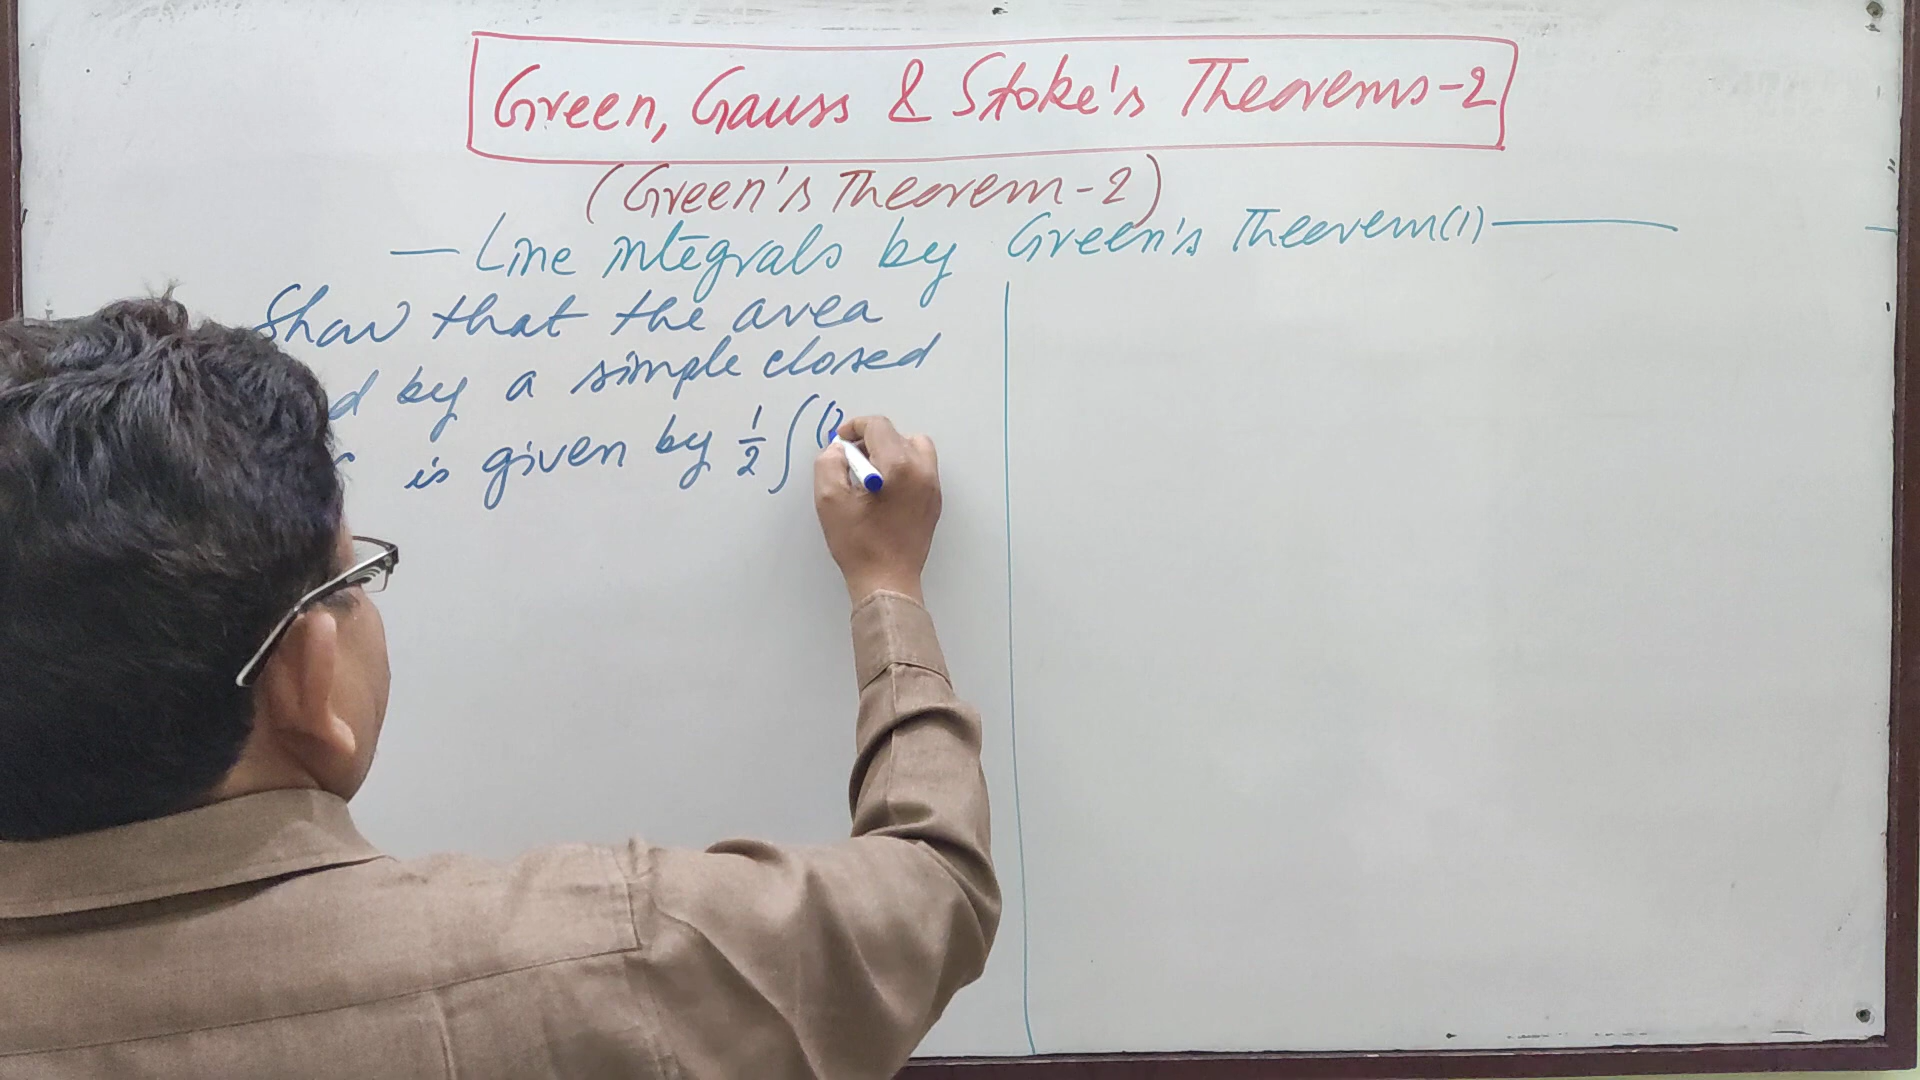 Green, Gauss & Stoke's Theorems-2
(Green's Theorem-2)
— Line integrals by Green's Theorem(1) —
Show that the area
d by a simple closed
is given by 1/2 ∫ (